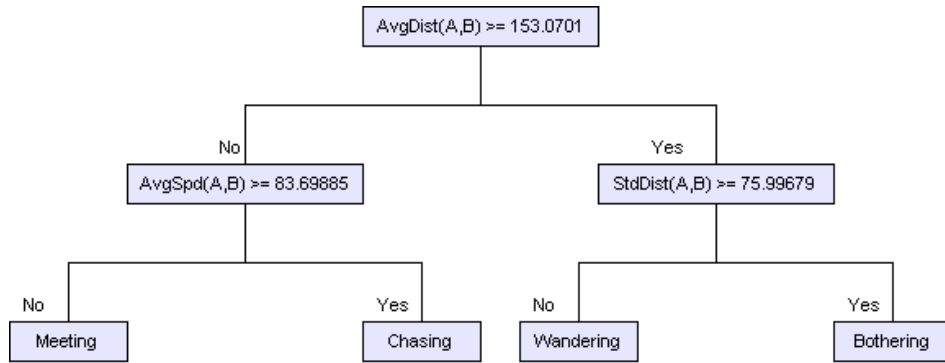 AvgDist(A,B) >= 153.0701
No
Yes
AvgSpd(A,B) >= 83.69885
StdDist(A,B) >= 75.99679
No
Yes
No
Yes
Meeting
Chasing
Wandering
Bothering